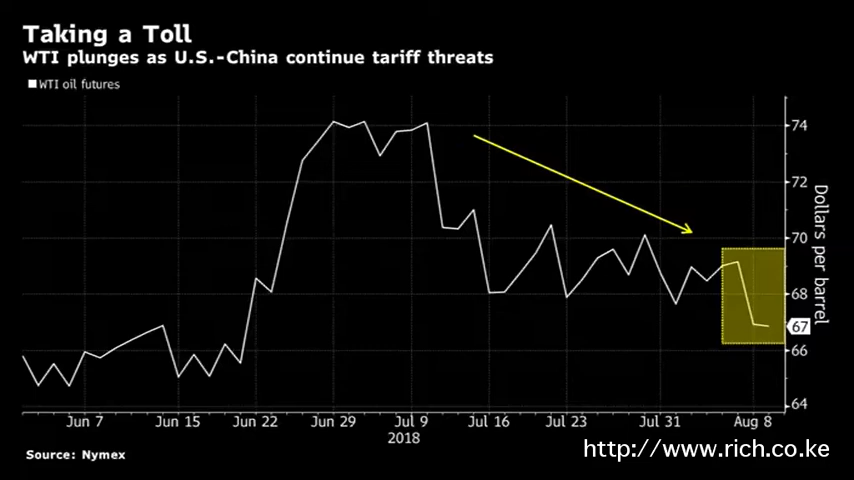 Taking a Toll
WTI plunges as U.S.-China continue tariff threats
WTI oil futures
74
72
70
68
67
66
64
Dollars per barrel
Jun 7 Jun 15 Jun 22 Jun 29 Jul 9 Jul 16 Jul 23 Jul 31 Aug 8
2018
Source: Nymex
http://www.rich.co.ke